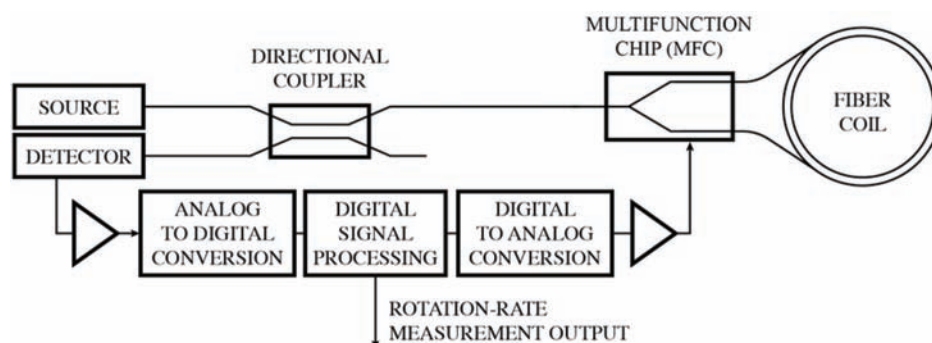 MULTIFUNCTION
CHIP (MFC)
DIRECTIONAL
COUPLER
SOURCE
FIBER
COIL
DETECTOR
ANALOG
TO DIGITAL
CONVERSION
DIGITAL
SIGNAL
PROCESSING
DIGITAL
TO ANALOG
CONVERSION
ROTATION-RATE
MEASUREMENT OUTPUT